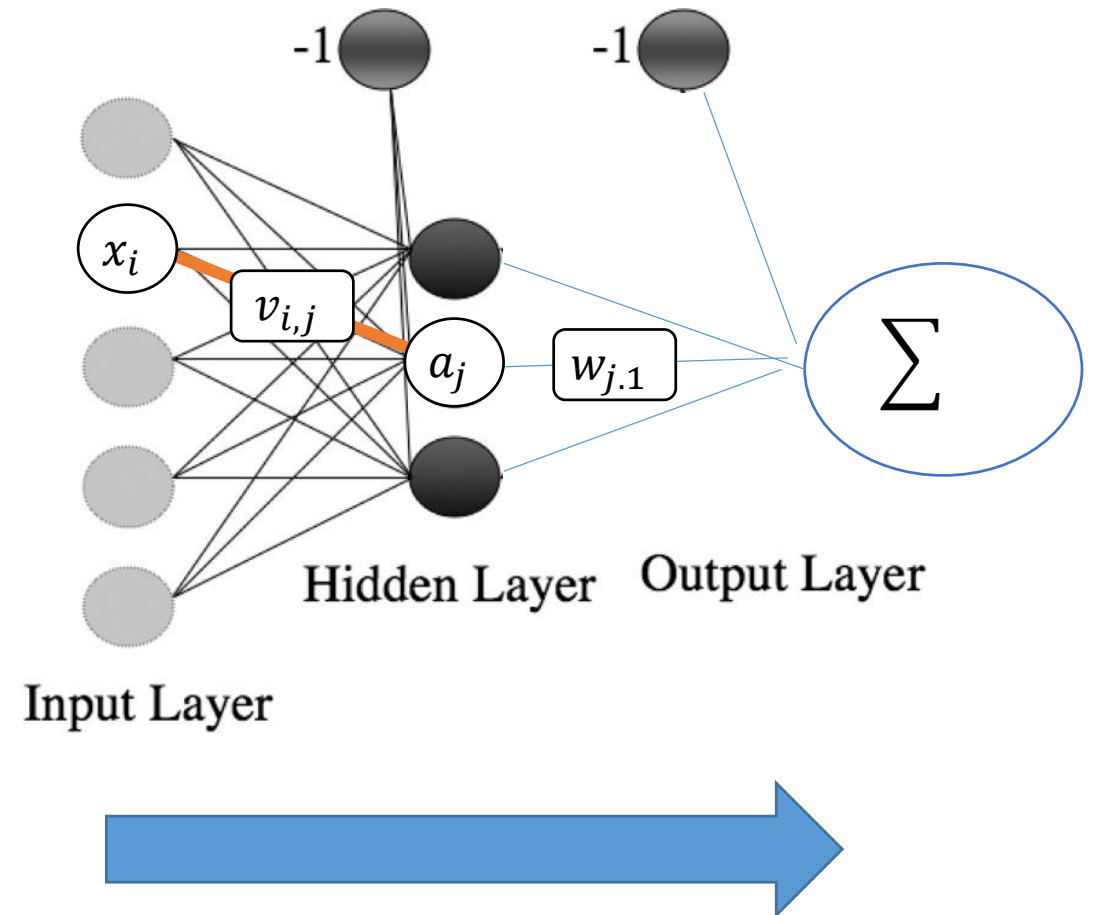 -1
-1
x_i
v_{i,j}
a_j
w_{j.1}
∑
Hidden Layer
Output Layer
Input Layer